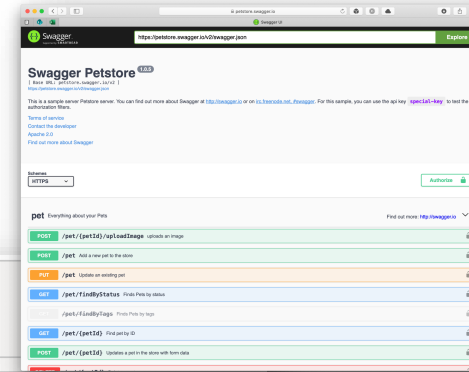 petstore.swagger.io
Swagger UI
Swagger
https://petstore.swagger.io/v2/swagger.json
Explore
Swagger Petstore 1.0.5
[ Base URL: petstore.swagger.io/v2 ]
https://petstore.swagger.io/v2/swagger.json
This is a sample server Petstore server. You can find out more about Swagger at http://swagger.io or on irc.freenode.net, #swagger. For this sample, you can use the api key special-key to test the
authorization filters.
Terms of service
Contact the developer
Apache 2.0
Find out more about Swagger
Schemes
HTTPS
Authorize
pet Everything about your Pets
Find out more: http://swagger.io
POST /pet/{petId}/uploadImage uploads an image
POST /pet Add a new pet to the store
PUT /pet Update an existing pet
GET /pet/findByStatus Finds Pets by status
/pet/findByTags Finds Pets by tags
GET /pet/{petId} Find pet by ID
POST /pet/{petId} Updates a pet in the store with form data